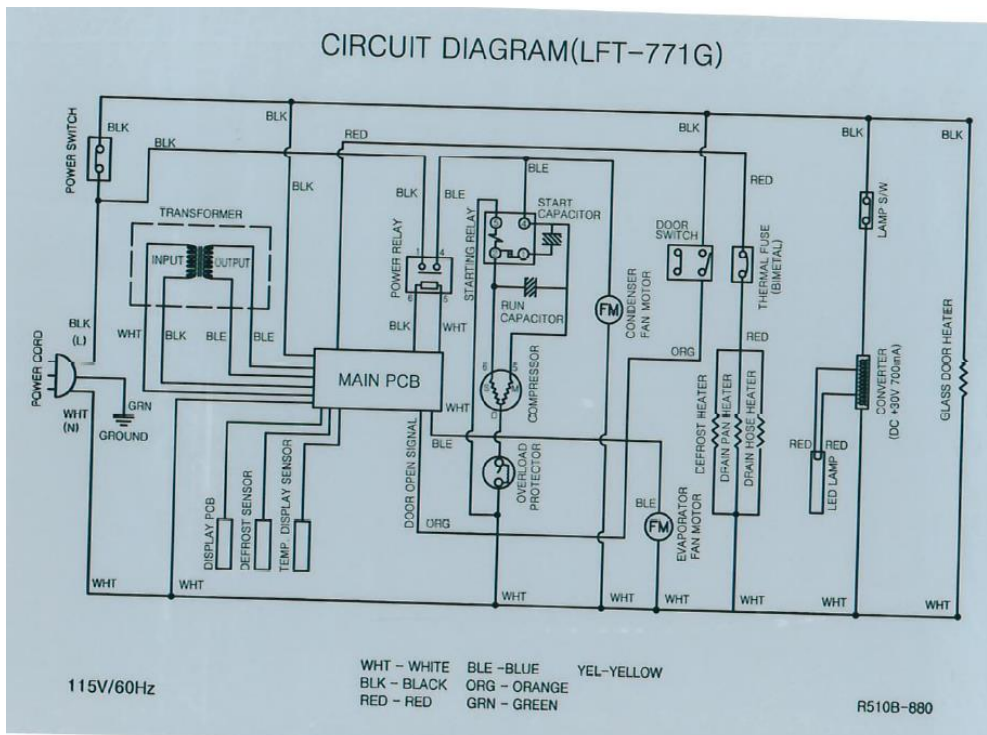 CIRCUIT DIAGRAM(LFT-771G)
POWER SWITCH
BLK
BLK
BLK
BLK
RED
BLK
BLK
BLK
BLK
BLE
BLE
RED
TRANSFORMER
INPUT
OUTPUT
POWER RELAY
1
4
6
5
BLK
WHT
STARTING RELAY
5
4
1
START
CAPACITOR
RUN
CAPACITOR
DOOR
SWITCH
THERMAL FUSE
(BIMETAL)
LAMP S/W
FM
CONDENSER
FAN MOTOR
GLASS DOOR HEATER
POWER CORD
BLK
(L)
WHT
BLK
BLE
BLE
MAIN PCB
ORG
RED
WHT
(N)
GRN
GROUND
COMPRESSOR
OVERLOAD
PROTECTOR
WHT
BLE
DEFROST HEATER
DRAIN PAN HEATER
DRAIN HOSE HEATER
CONVERTER
(DC +30V 700mA)
RED
RED
LED LAMP
DISPLAY PCB
DEFROST SENSOR
TEMP. DISPLAY SENSOR
DOOR OPEN SIGNAL
ORG
BLE
FM
EVAPORATOR
FAN MOTOR
WHT
WHT
WHT
WHT
WHT
WHT
WHT
WHT
115V/60Hz
WHT - WHITE BLE -BLUE YEL-YELLOW
BLK - BLACK ORG - ORANGE
RED - RED GRN - GREEN
R510B-880